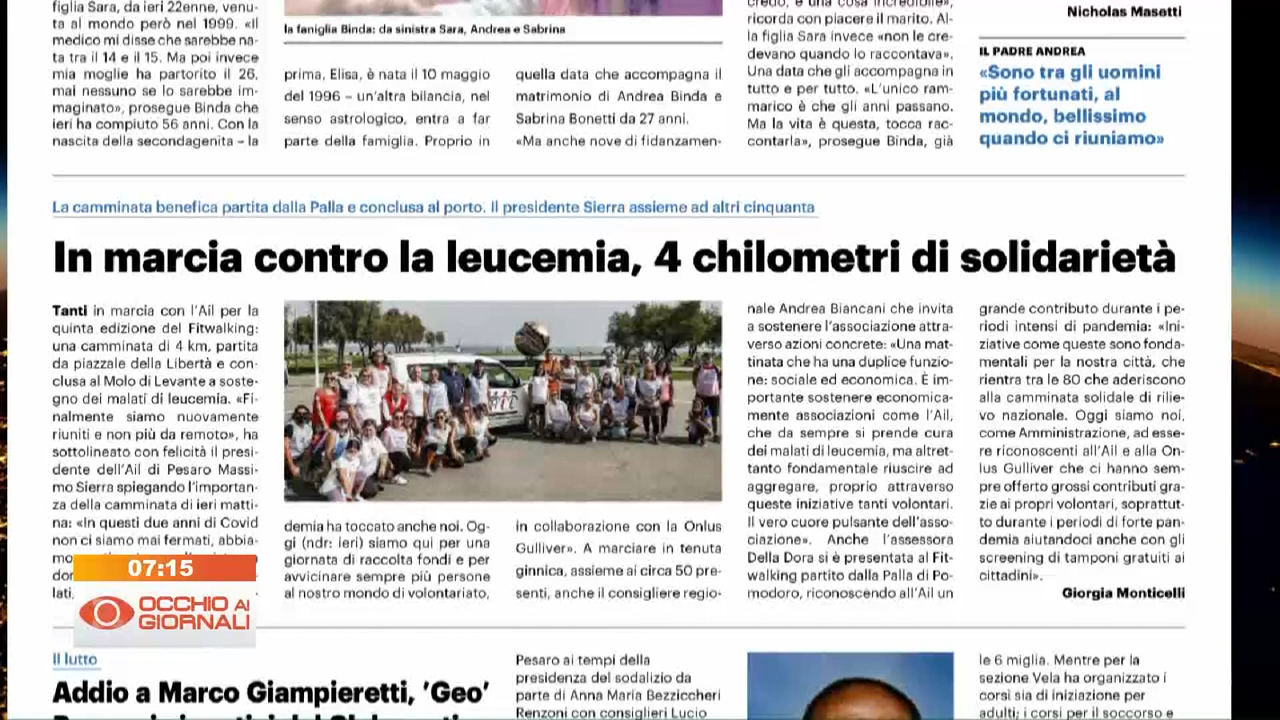 figlia Sara, da ieri 22enne, venu-
ta al mondo però nel 1999. «Il
medico mi disse che sarebbe na-
ta tra il 14 e il 15. Ma poi invece
mia moglie ha partorito il 26,
mai nessuno se lo sarebbe im-
maginato», prosegue Binda che
ieri ha compiuto 56 anni. Con la
nascita della secondagenita – la
la faniglia Binda: da sinistra Sara, Andrea e Sabrina
prima, Elisa, è nata il 10 maggio
del 1996 – un'altra bilancia, nel
senso astrologico, entra a far
parte della famiglia. Proprio in
quella data che accompagna il
matrimonio di Andrea Binda e
Sabrina Bonetti da 27 anni.
«Ma anche nove di fidanzamen-
credo, è una cosa incredibile»,
ricorda con piacere il marito. Al-
la figlia Sara invece «non le cre-
devano quando lo raccontava».
Una data che gli accompagna in
tutto e per tutto. «L'unico ram-
marico è che gli anni passano.
Ma la vita è questa, tocca rac-
contarla», prosegue Binda, già
Nicholas Masetti
IL PADRE ANDREA
«Sono tra gli uomini
più fortunati, al
mondo, bellissimo
quando ci riuniamo»
La camminata benefica partita dalla Palla e conclusa al porto. Il presidente Sierra assieme ad altri cinquanta
In marcia contro la leucemia, 4 chilometri di solidarietà
Tanti in marcia con l'Ail per la
quinta edizione del Fitwalking:
una camminata di 4 km, partita
da piazzale della Libertà e con-
clusa al Molo di Levante a soste-
gno dei malati di leucemia. «Fi-
nalmente siamo nuovamente
riuniti e non più da remoto», ha
sottolineato con felicità il presi-
dente dell'Ail di Pesaro Massi-
mo Sierra spiegando l'importan-
za della camminata di ieri matti-
na: «In questi due anni di Covid
non ci siamo mai fermati, abbia-
lati,
demia ha toccato anche noi. Og-
gi (ndr: ieri) siamo qui per una
giornata di raccolta fondi e per
avvicinare sempre più persone
al nostro mondo di volontariato,
in collaborazione con la Onlus
Gulliver». A marciare in tenuta
ginnica, assieme ai circa 50 pre-
senti, anche il consigliere regio-
nale Andrea Biancani che invita
a sostenere l'associazione attra-
verso azioni concrete: «Una mat-
tinata che ha una duplice funzio-
ne: sociale ed economica. È im-
portante sostenere economica-
mente associazioni come l'Ail,
che da sempre si prende cura
dei malati di leucemia, ma altret-
tanto fondamentale riuscire ad
aggregare, proprio attraverso
queste iniziative tanti volontari.
Il vero cuore pulsante dell'asso-
ciazione». Anche l'assessora
Della Dora si è presentata al Fit-
walking partito dalla Palla di Po-
modoro, riconoscendo all'Ail un
grande contributo durante i pe-
riodi intensi di pandemia: «Ini-
ziative come queste sono fonda-
mentali per la nostra città, che
rientra tra le 80 che aderiscono
alla camminata solidale di rilie-
vo nazionale. Oggi siamo noi,
come Amministrazione, ad esse-
re riconoscenti all'Ail e alla On-
lus Gulliver che ci hanno sem-
pre offerto grossi contributi gra-
zie ai propri volontari, soprattut-
to durante i periodi di forte pan-
demia aiutandoci anche con gli
screening di tamponi gratuiti ai
cittadini».
Giorgia Monticelli
07:15
OCCHIO AI
GIORNALI
Il lutto
Addio a Marco Giampieretti, 'Geo'
Pesaro ai tempi della
presidenza del sodalizio da
parte di Anna Maria Bezziccheri
Renzoni con consiglieri Lucio
le 6 miglia. Mentre per la
sezione Vela ha organizzato i
corsi sia di iniziazione per
adulti; i corsi per il soccorso e